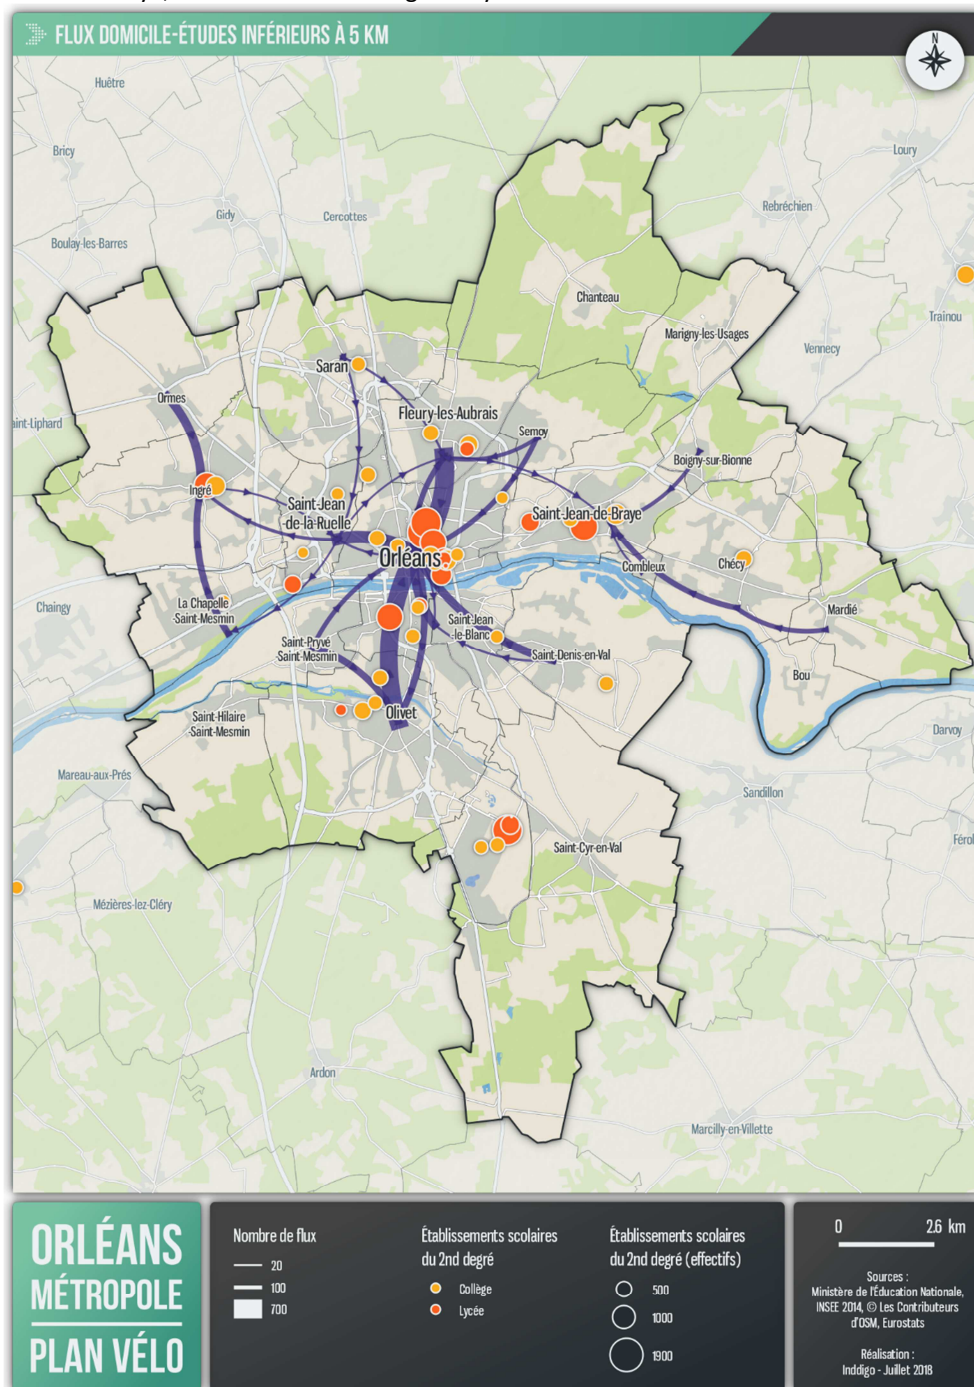 FLUX DOMICILE-ÉTUDES INFÉRIEURS À 5 KM
N
Huêtre
Loury
Bricy
Rebréchien
Gidy
Cercottes
Boulay-les-Barres
Trainou
Chanteau
Marigny-les-Usages
Vennecy
Saran
Ormes
Fleury-les-Aubrais
int-Liphard
Semoy
Boigny-sur-Bionne
Ingré
Saint-Jean
de-la-Ruelle
Saint-Jean-de-Braye
Orléans
Combleux
Chécy
Chaingy
La Chapelle
-Saint-Mesmin
Mardié
Saint-Jean
-le-Blanc
Saint-Pryvé
-Saint-Mesmin
Saint-Denis-en-Val
Bou
Saint-Hilaire
-Saint-Mesmin
Olivet
Darvoy
Mareau-aux-Prés
Sandillon
Férol
Saint-Cyr-en-Val
Mézières-lez-Cléry
Ardon
Marcilly-en-Villette
ORLÉANS
MÉTROPOLE
PLAN VÉLO
Nombre de flux
20
100
700
Établissements scolaires
du 2nd degré
Collège
Lycée
Établissements scolaires
du 2nd degré (effectifs)
500
1000
1900
0 2.6 km
Sources :
Ministère de l'Éducation Nationale,
INSEE 2014, © Les Contributeurs
d'OSM, Eurostats
Réalisation :
Inddigo - Juillet 2018